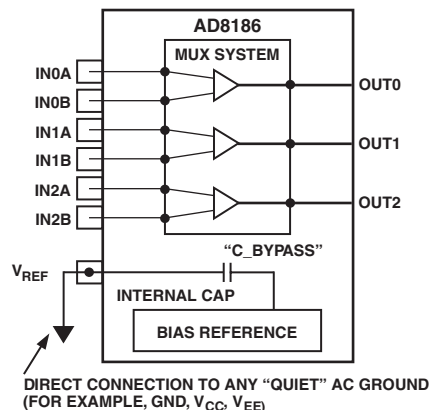 AD8186
MUX SYSTEM
IN0A
IN0B
IN1A
IN1B
IN2A
IN2B
OUT0
OUT1
OUT2
"C_BYPASS"
VREF
INTERNAL CAP
BIAS REFERENCE
DIRECT CONNECTION TO ANY "QUIET" AC GROUND
(FOR EXAMPLE, GND, VCC, VEE)